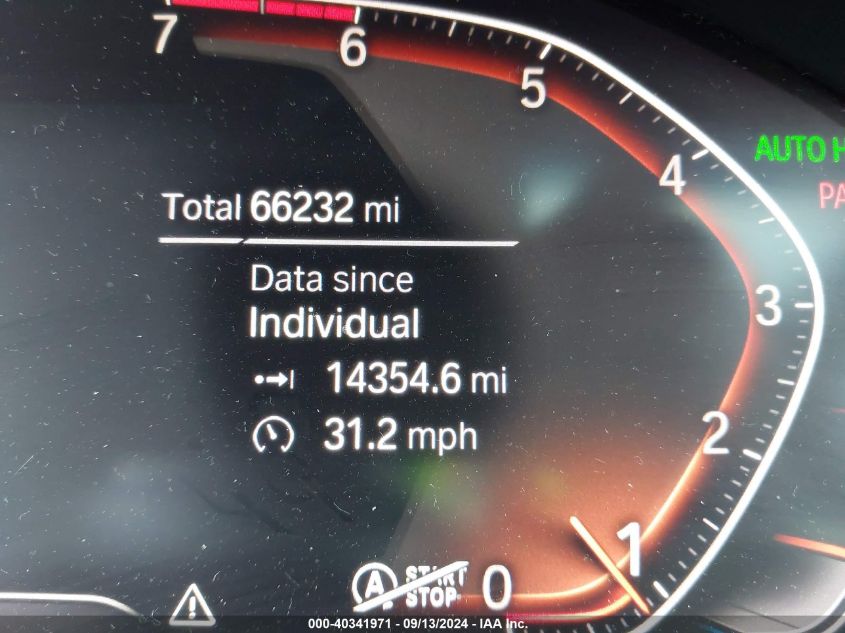 7
6
5
4
AUTO H
PA
Total 66232 mi
Data since
Individual
3
14354.6 mi
31.2 mph
2
1
A START STOP
0
000-40341971 - 09/13/2024 - IAA Inc.